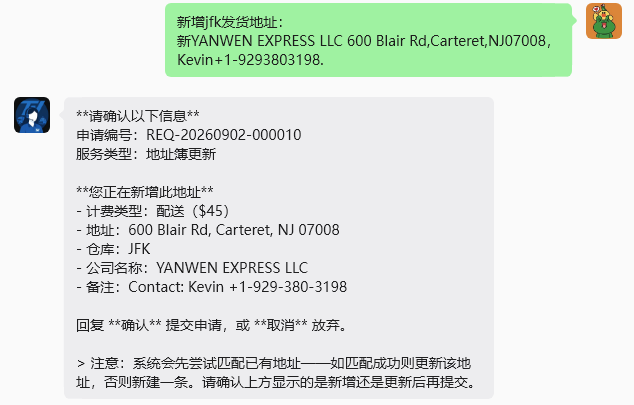 新增jfk发货地址：
新YANWEN EXPRESS LLC 600 Blair Rd,Carteret,NJ07008，
Kevin+1-9293803198.
**请确认以下信息**
申请编号：REQ-20260902-000010
服务类型：地址簿更新
**您正在新增此地址**
- 计费类型：配送（$45）
- 地址：600 Blair Rd, Carteret, NJ 07008
- 仓库：JFK
- 公司名称：YANWEN EXPRESS LLC
- 备注：Contact: Kevin +1-929-380-3198
回复 **确认** 提交申请，或 **取消** 放弃。
> 注意：系统会先尝试匹配已有地址——如匹配成功则更新该地
址，否则新建一条。请确认上方显示的是新增还是更新后再提交。